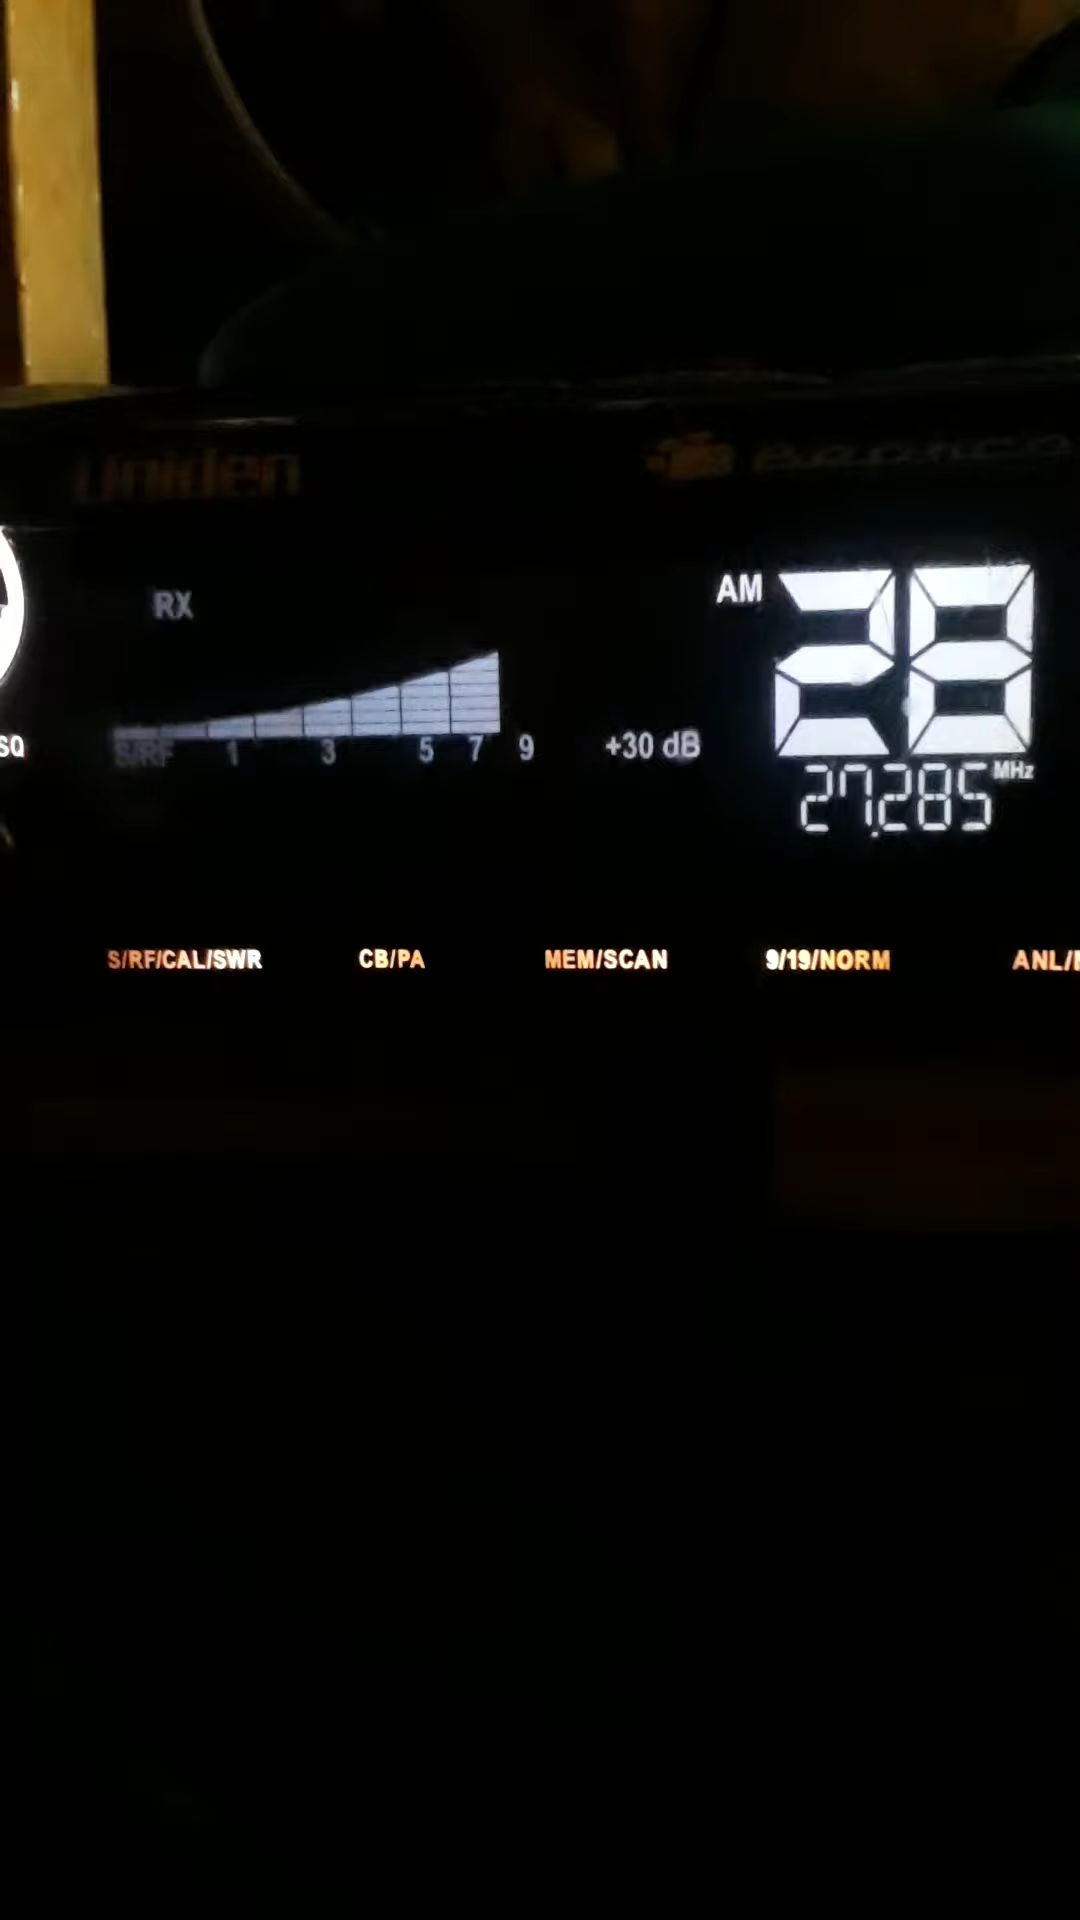 Uniden Bearcat
AM 28
RX
SQ S/RF 1 3 5 7 9 +30 dB
27.285 MHz
S/RF/CAL/SWR CB/PA MEM/SCAN 9/19/NORM ANL/